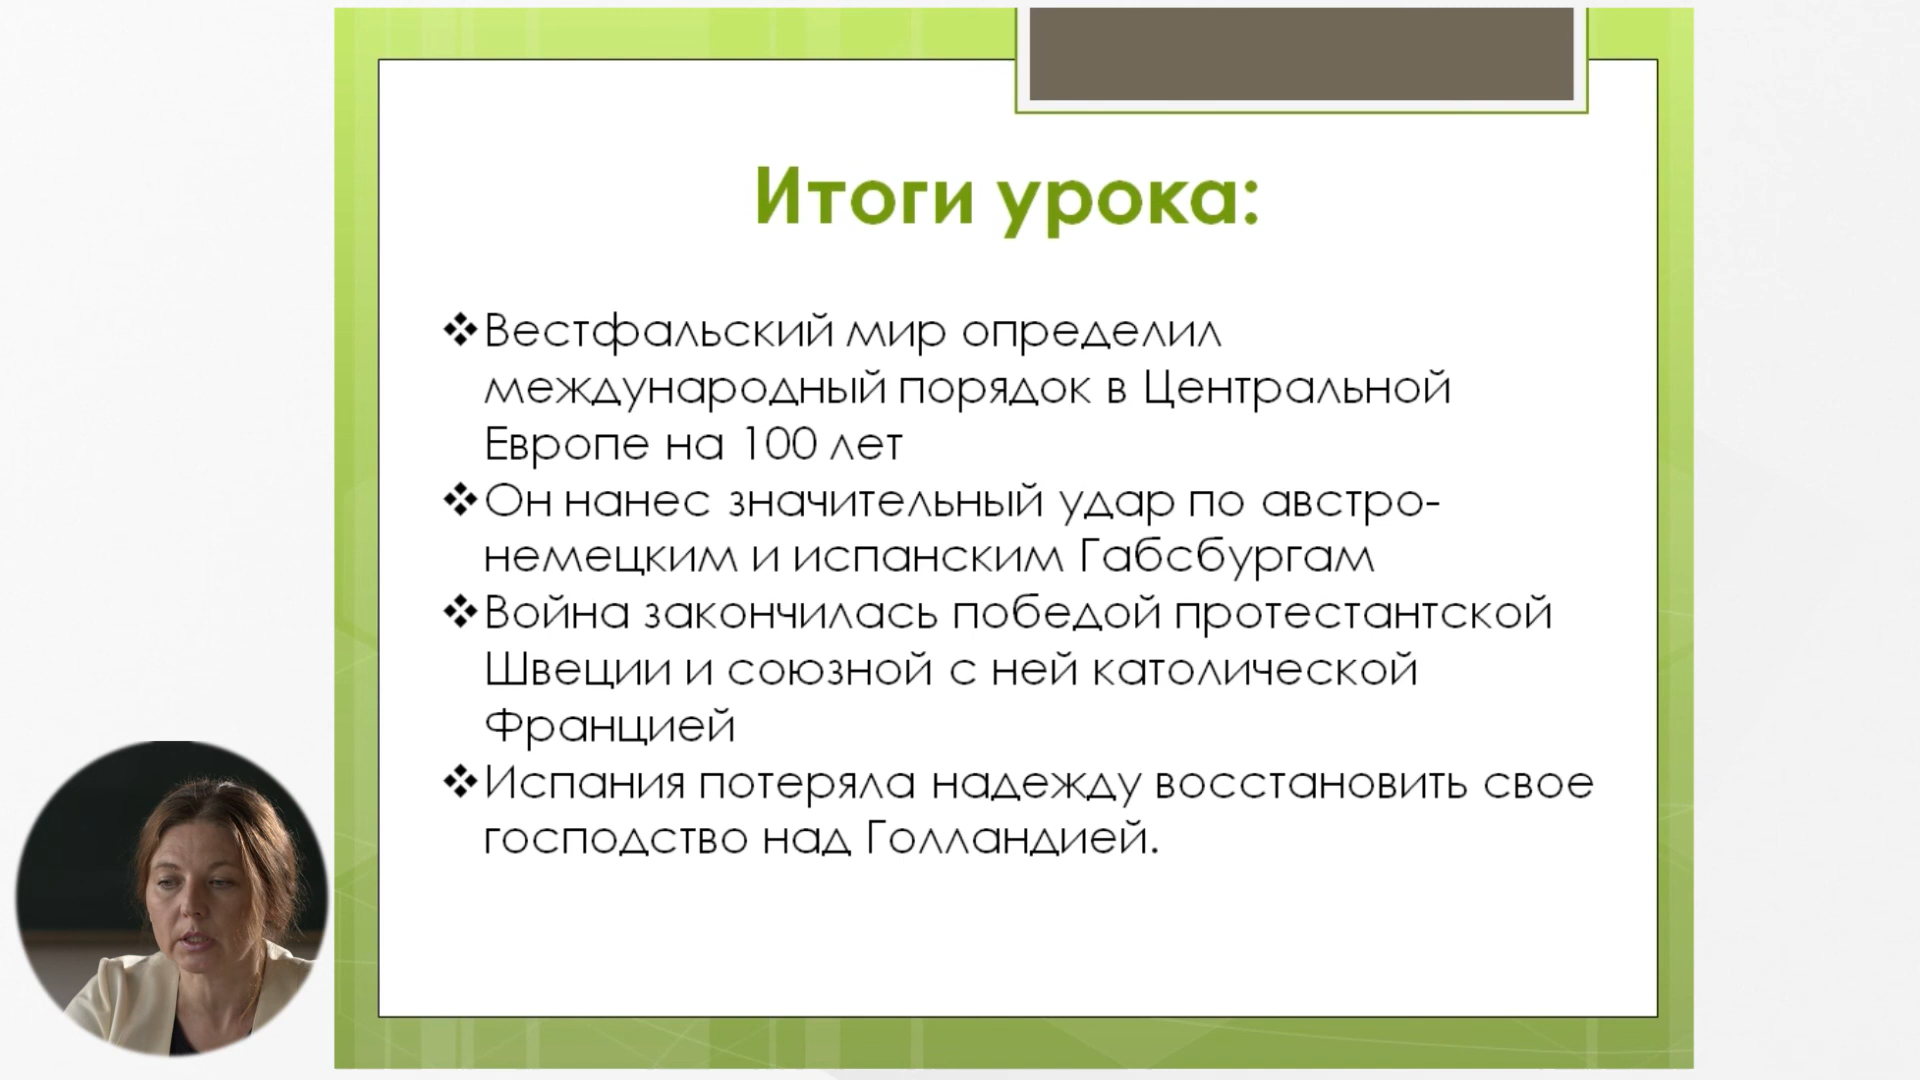 Итоги урока:
❖Вестфальский мир определил
международный порядок в Центральной
Европе на 100 лет
❖Он нанес значительный удар по австро-
немецким и испанским Габсбургам
❖Война закончилась победой протестантской
Швеции и союзной с ней католической
Францией
❖Испания потеряла надежду восстановить свое
господство над Голландией.